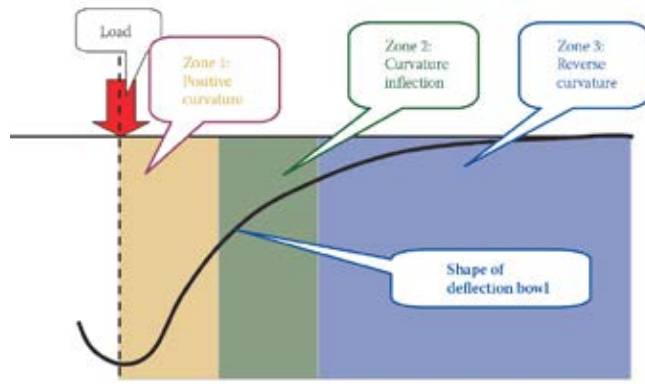 Load
Zone 1:
Positive
curvature
Zone 2:
Curvature
inflection
Zone 3:
Reverse
curvature
Shape of
deflection bowl